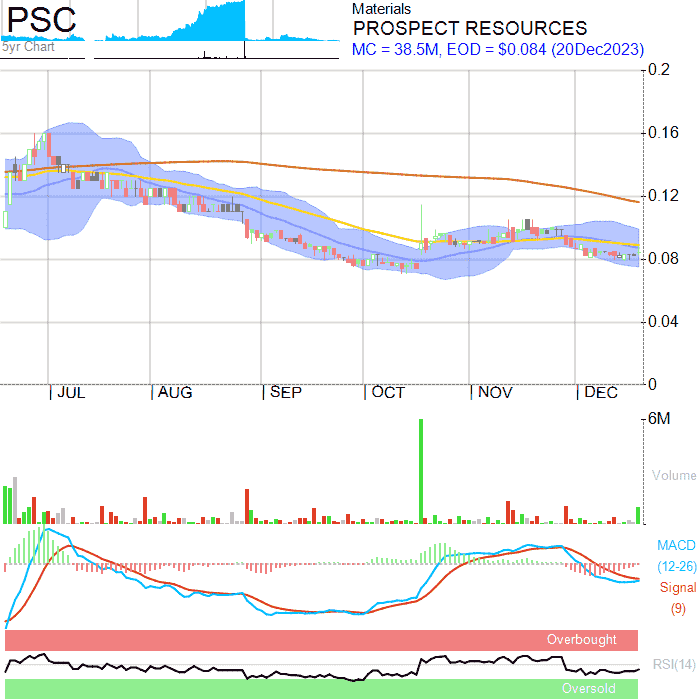 PSC
5yr Chart
Materials
PROSPECT RESOURCES
MC = 38.5M, EOD = $0.084 (20Dec2023)
0.2
0.16
0.12
0.08
0.04
0
JUL AUG SEP OCT NOV DEC
6M
Volume
MACD
(12-26)
Signal
(9)
Overbought
RSI(14)
Oversold